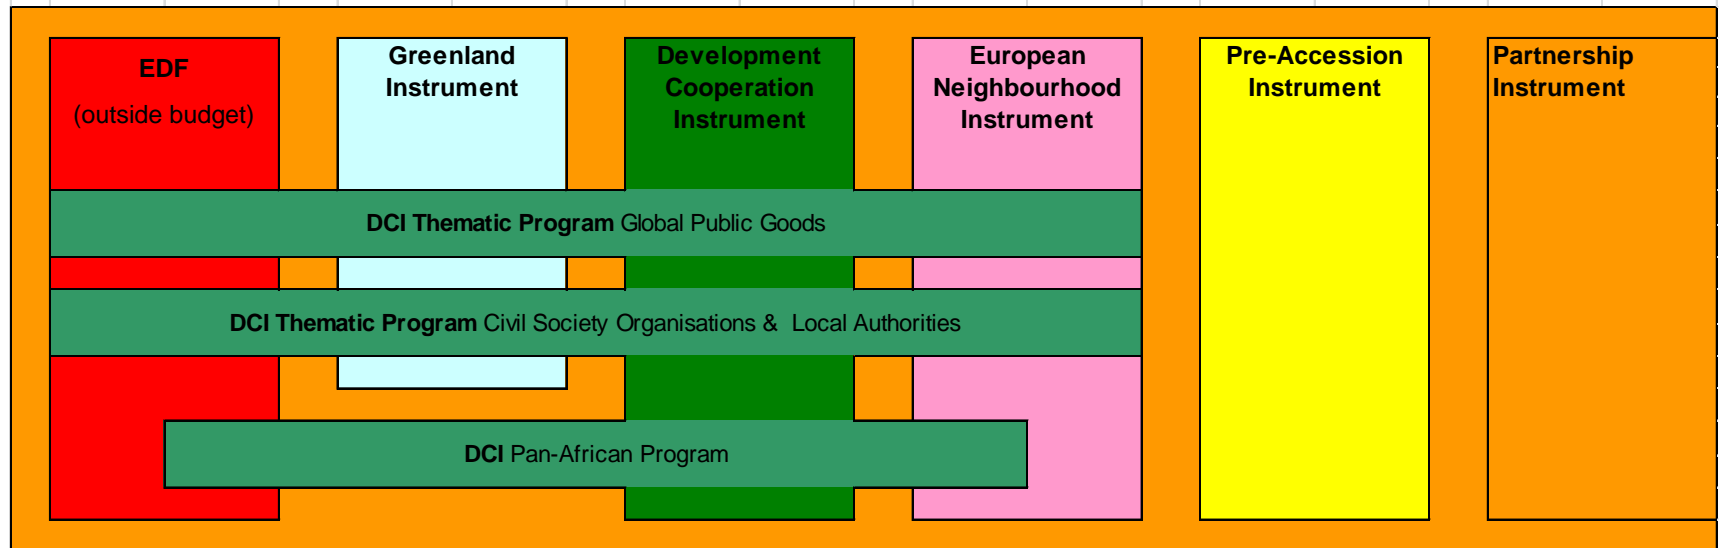 EDF
(outside budget)
Greenland
Instrument
Development
Cooperation
Instrument
European
Neighbourhood
Instrument
Pre-Accession
Instrument
Partnership
Instrument
DCI Thematic Program Global Public Goods
DCI Thematic Program Civil Society Organisations &  Local Authorities
DCI Pan-African Program